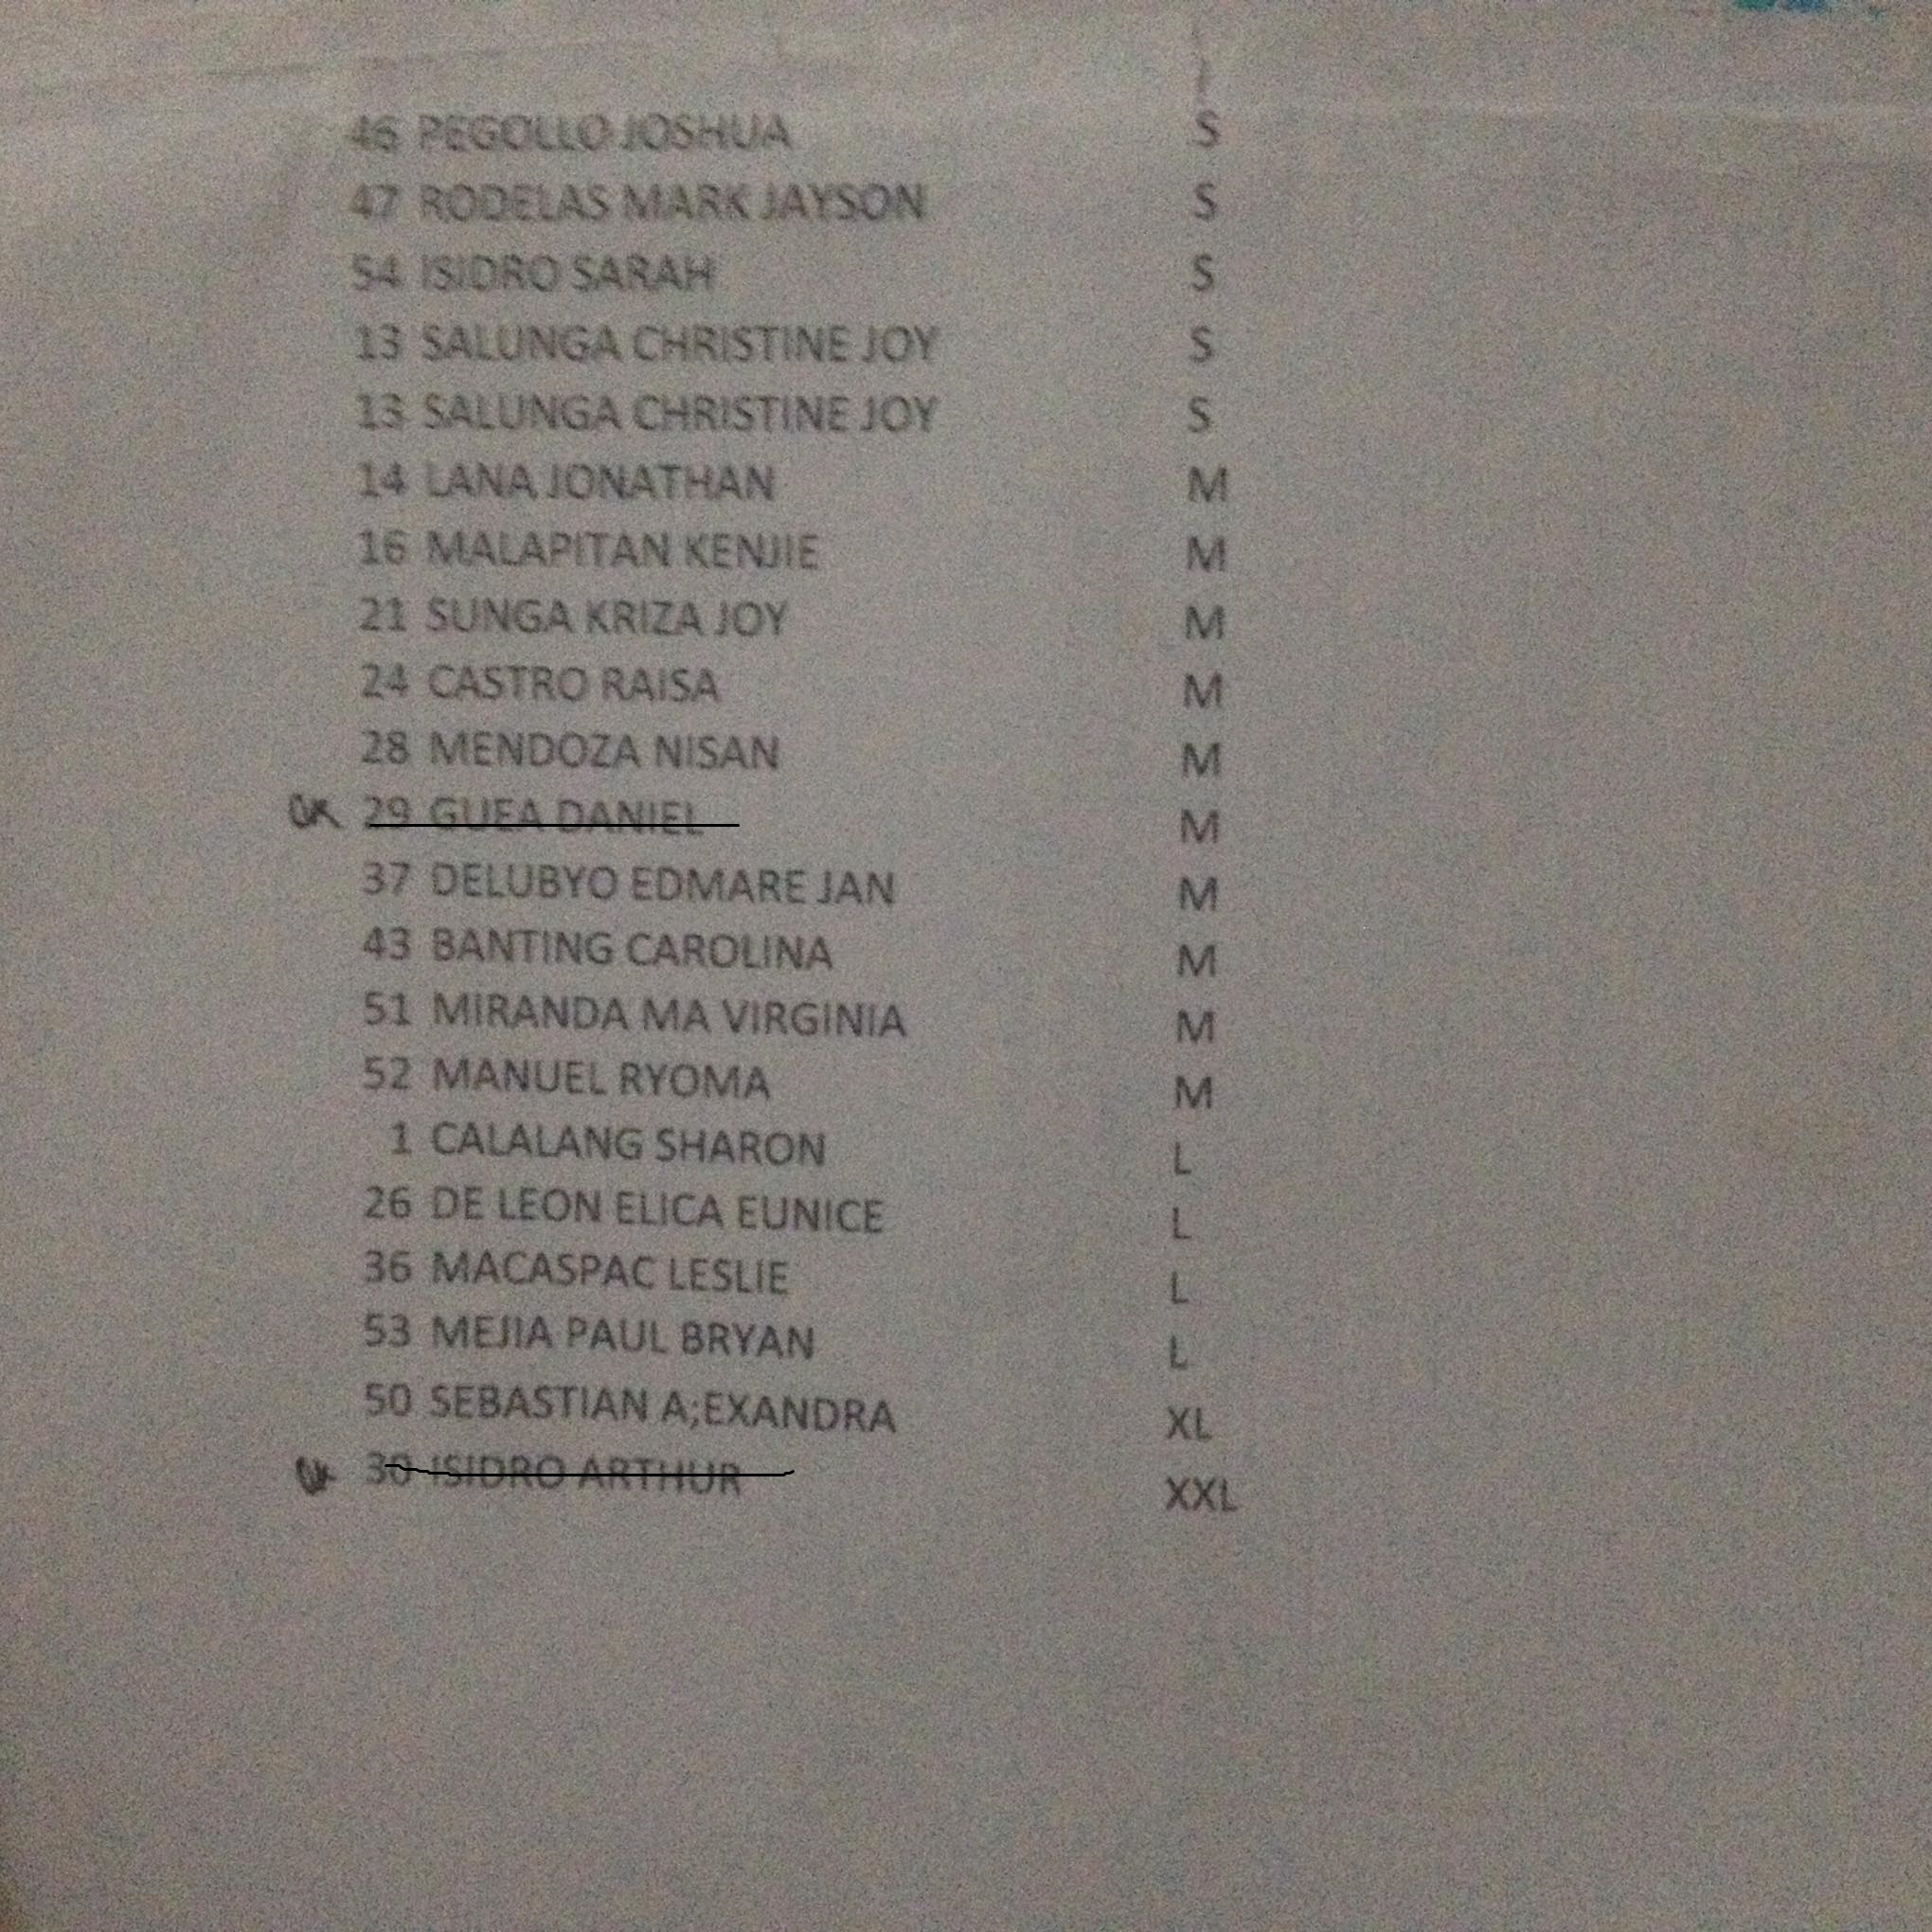 46 PEGOLLO JOSHUA S
47 RODELAS MARK JAYSON S
54 ISIDRO SARAH S
13 SALUNGA CHRISTINE JOY S
13 SALUNGA CHRISTINE JOY S
14 LANA JONATHAN M
16 MALAPITAN KENJIE M
21 SUNGA KRIZA JOY M
24 CASTRO RAISA M
28 MENDOZA NISAN M
OK 29 GUEA DANIEL M
37 DELUBYO EDMARE JAN M
43 BANTING CAROLINA M
51 MIRANDA MA VIRGINIA M
52 MANUEL RYOMA M
1 CALALANG SHARON L
26 DE LEON ELICA EUNICE L
36 MACASPAC LESLIE L
53 MEJIA PAUL BRYAN L
50 SEBASTIAN A;EXANDRA XL
30 ISIDRO ARTHUR XXL